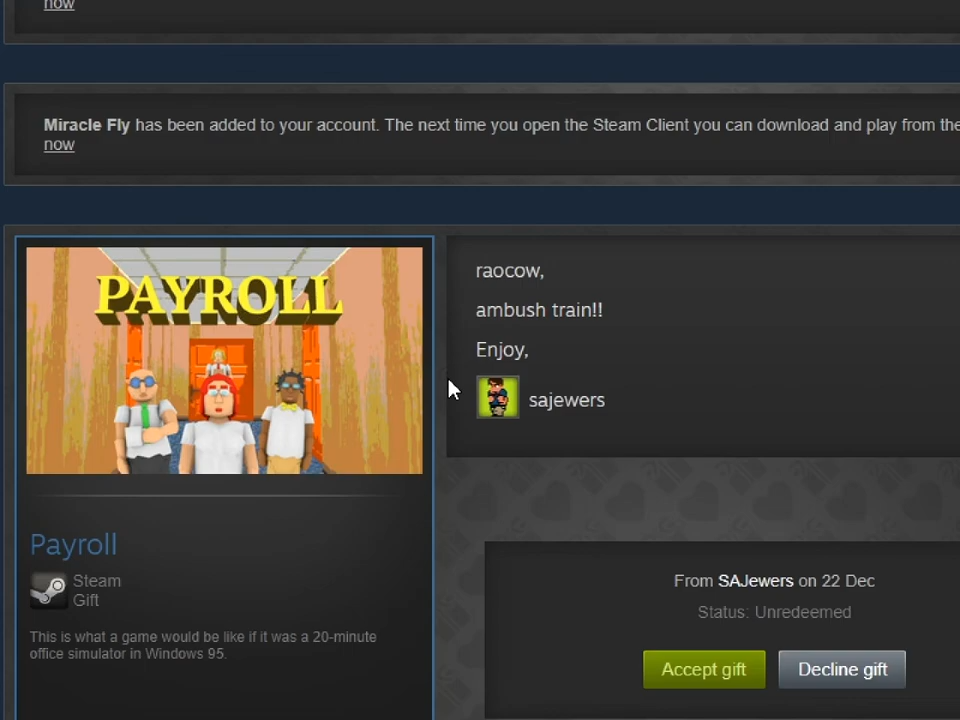 now
Miracle Fly has been added to your account. The next time you open the Steam Client you can download and play from the
now
PAYROLL
raocow,
ambush train!!
Enjoy,
sajewers
Payroll
Steam
Gift
This is what a game would be like if it was a 20-minute
office simulator in Windows 95.
From SAJewers on 22 Dec
Status: Unredeemed
Accept gift
Decline gift